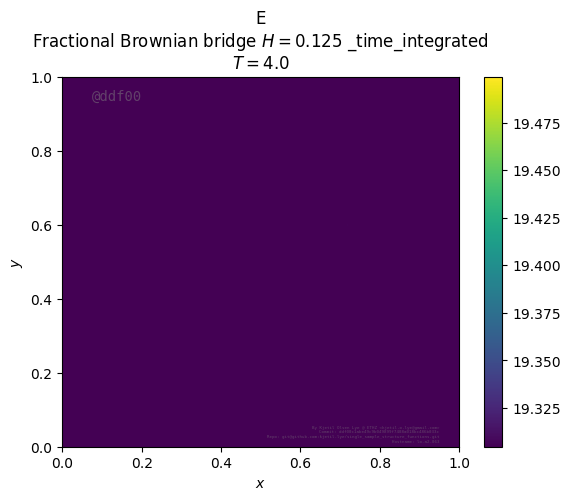 E
Fractional Brownian bridge H = 0.125 _time_integrated
T = 4.0
@ddf00
1.0
0.8
0.6
0.4
0.2
0.0
y
0.0 0.2 0.4 0.6 0.8 1.0
x
19.475
19.450
19.425
19.400
19.375
19.350
19.325